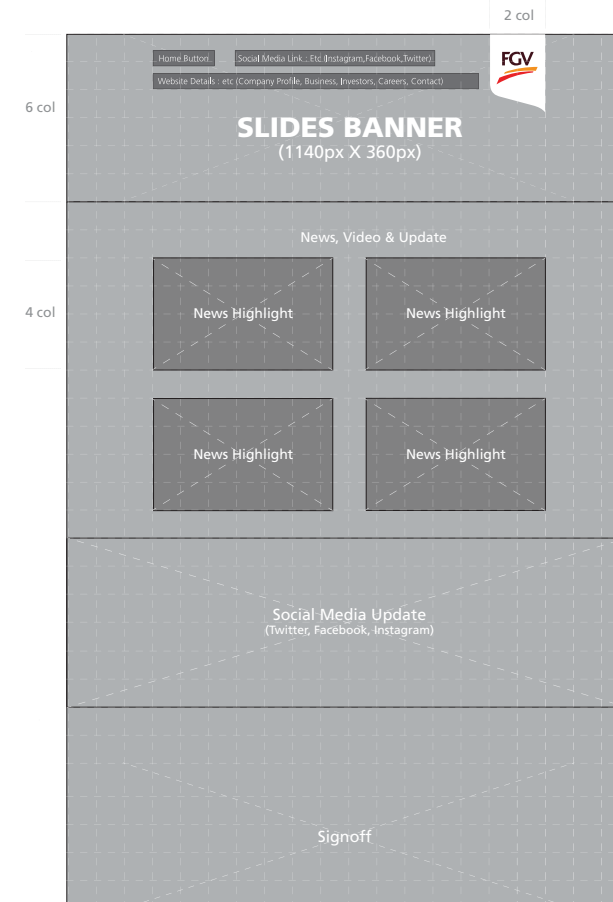 2 col
Home Button
Social Media Link : Etc (Instagram,Facebook,Twitter)
FGV
Website Details : etc (Company Profile, Business, Investors, Careers, Contact)
6 col
SLIDES BANNER
(1140px X 360px)
News, Video & Update
4 col
News Highlight
News Highlight
News Highlight
News Highlight
Social Media Update
(Twitter, Facebook, Instagram)
Signoff